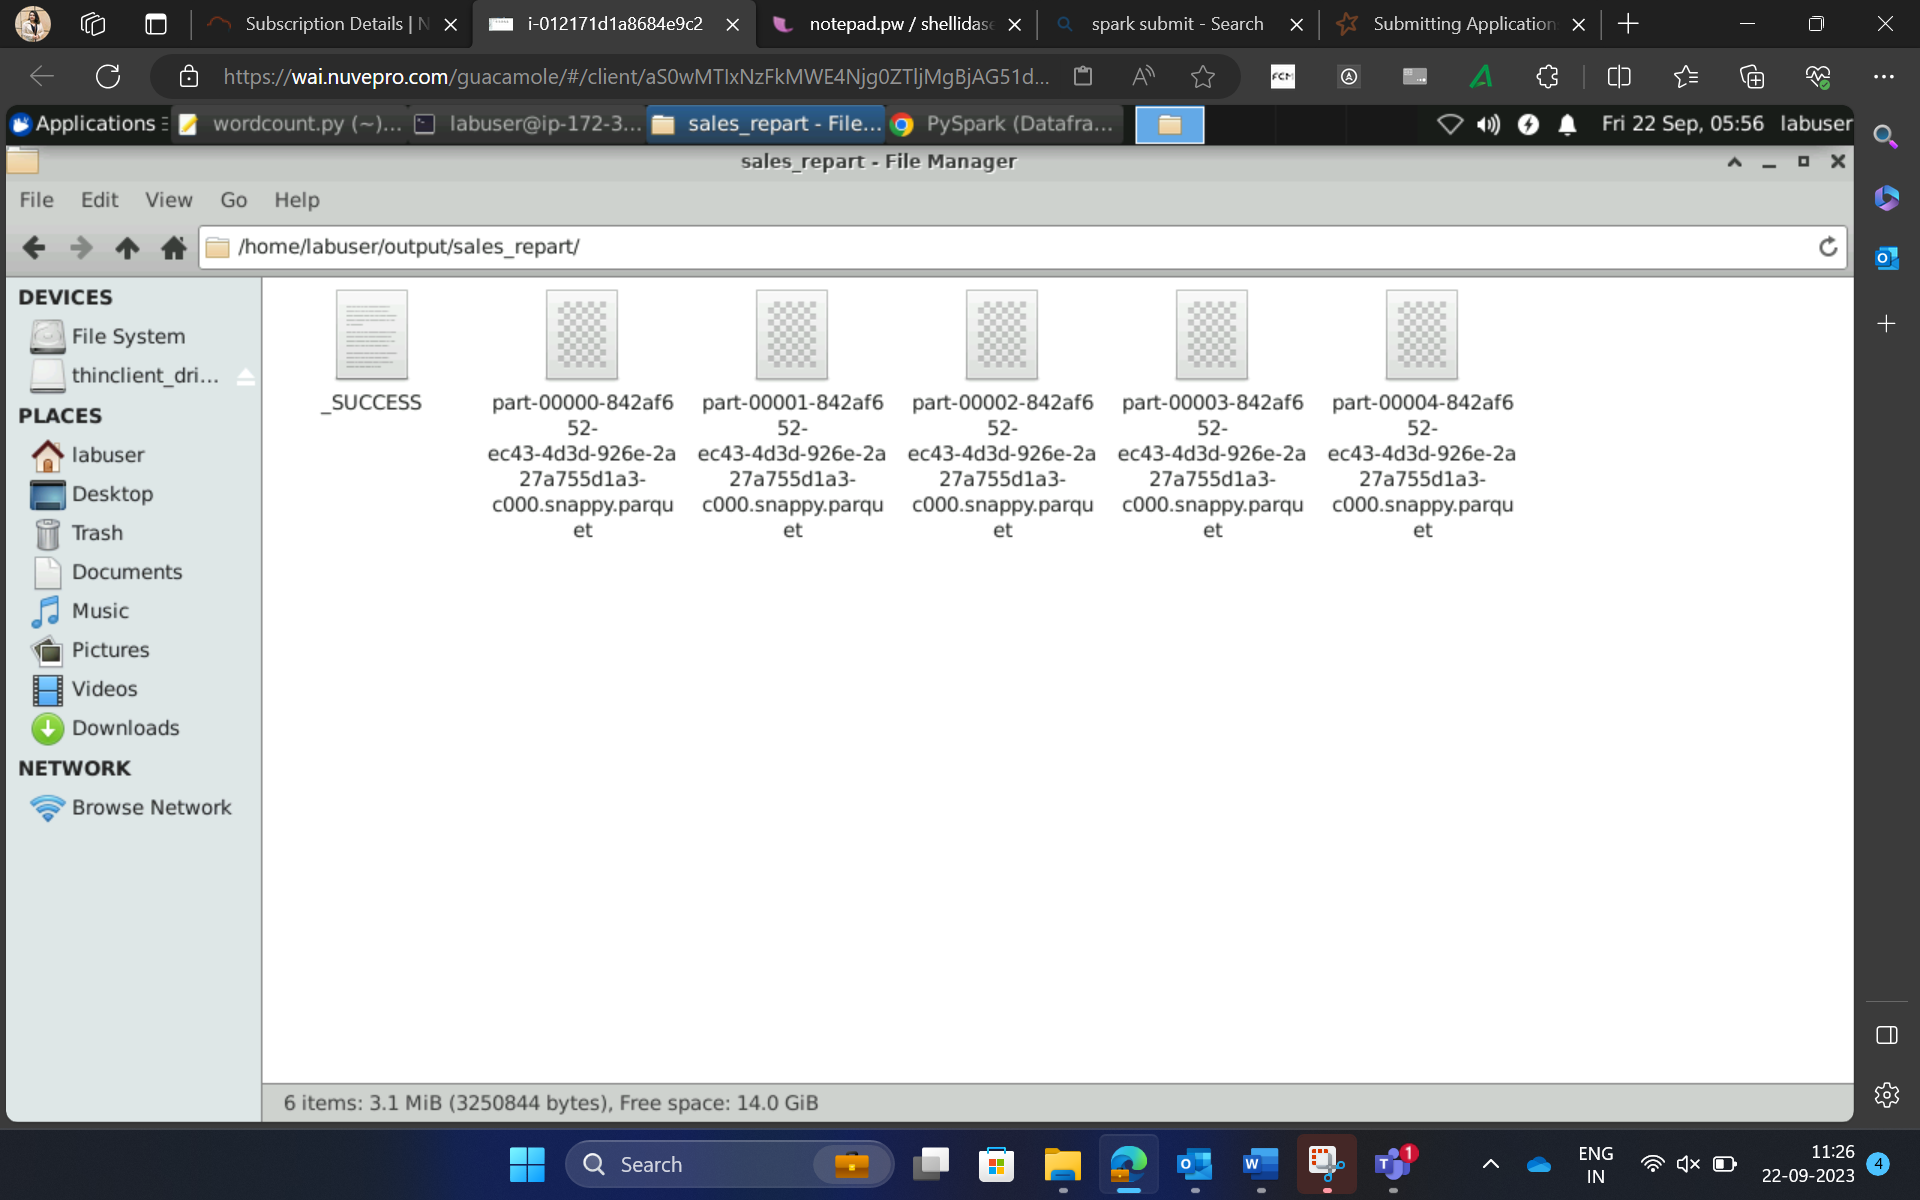 Subscription Details | N
i-012171d1a8684e9c2
notepad.pw / shellidase
spark submit - Search
Submitting Application
https://wai.nuvepro.com/guacamole/#/client/aS0wMTIxNzFkMWE4Njg0ZTljMgBjAG51d...
FCM
Applications
wordcount.py (~)...
labuser@ip-172-3...
sales_repart - File...
PySpark (Datafra...
Fri 22 Sep, 05:56
labuser
sales_repart - File Manager
File Edit View Go Help
/home/labuser/output/sales_repart/
DEVICES
File System
thinclient_dri...
PLACES
labuser
Desktop
Trash
Documents
Music
Pictures
Videos
Downloads
NETWORK
Browse Network
_SUCCESS
part-00000-842af6
52-
ec43-4d3d-926e-2a
27a755d1a3-
c000.snappy.parqu
et
part-00001-842af6
52-
ec43-4d3d-926e-2a
27a755d1a3-
c000.snappy.parqu
et
part-00002-842af6
52-
ec43-4d3d-926e-2a
27a755d1a3-
c000.snappy.parqu
et
part-00003-842af6
52-
ec43-4d3d-926e-2a
27a755d1a3-
c000.snappy.parqu
et
part-00004-842af6
52-
ec43-4d3d-926e-2a
27a755d1a3-
c000.snappy.parqu
et
6 items: 3.1 MiB (3250844 bytes), Free space: 14.0 GiB
Search
1
ENG
IN
11:26
22-09-2023
4